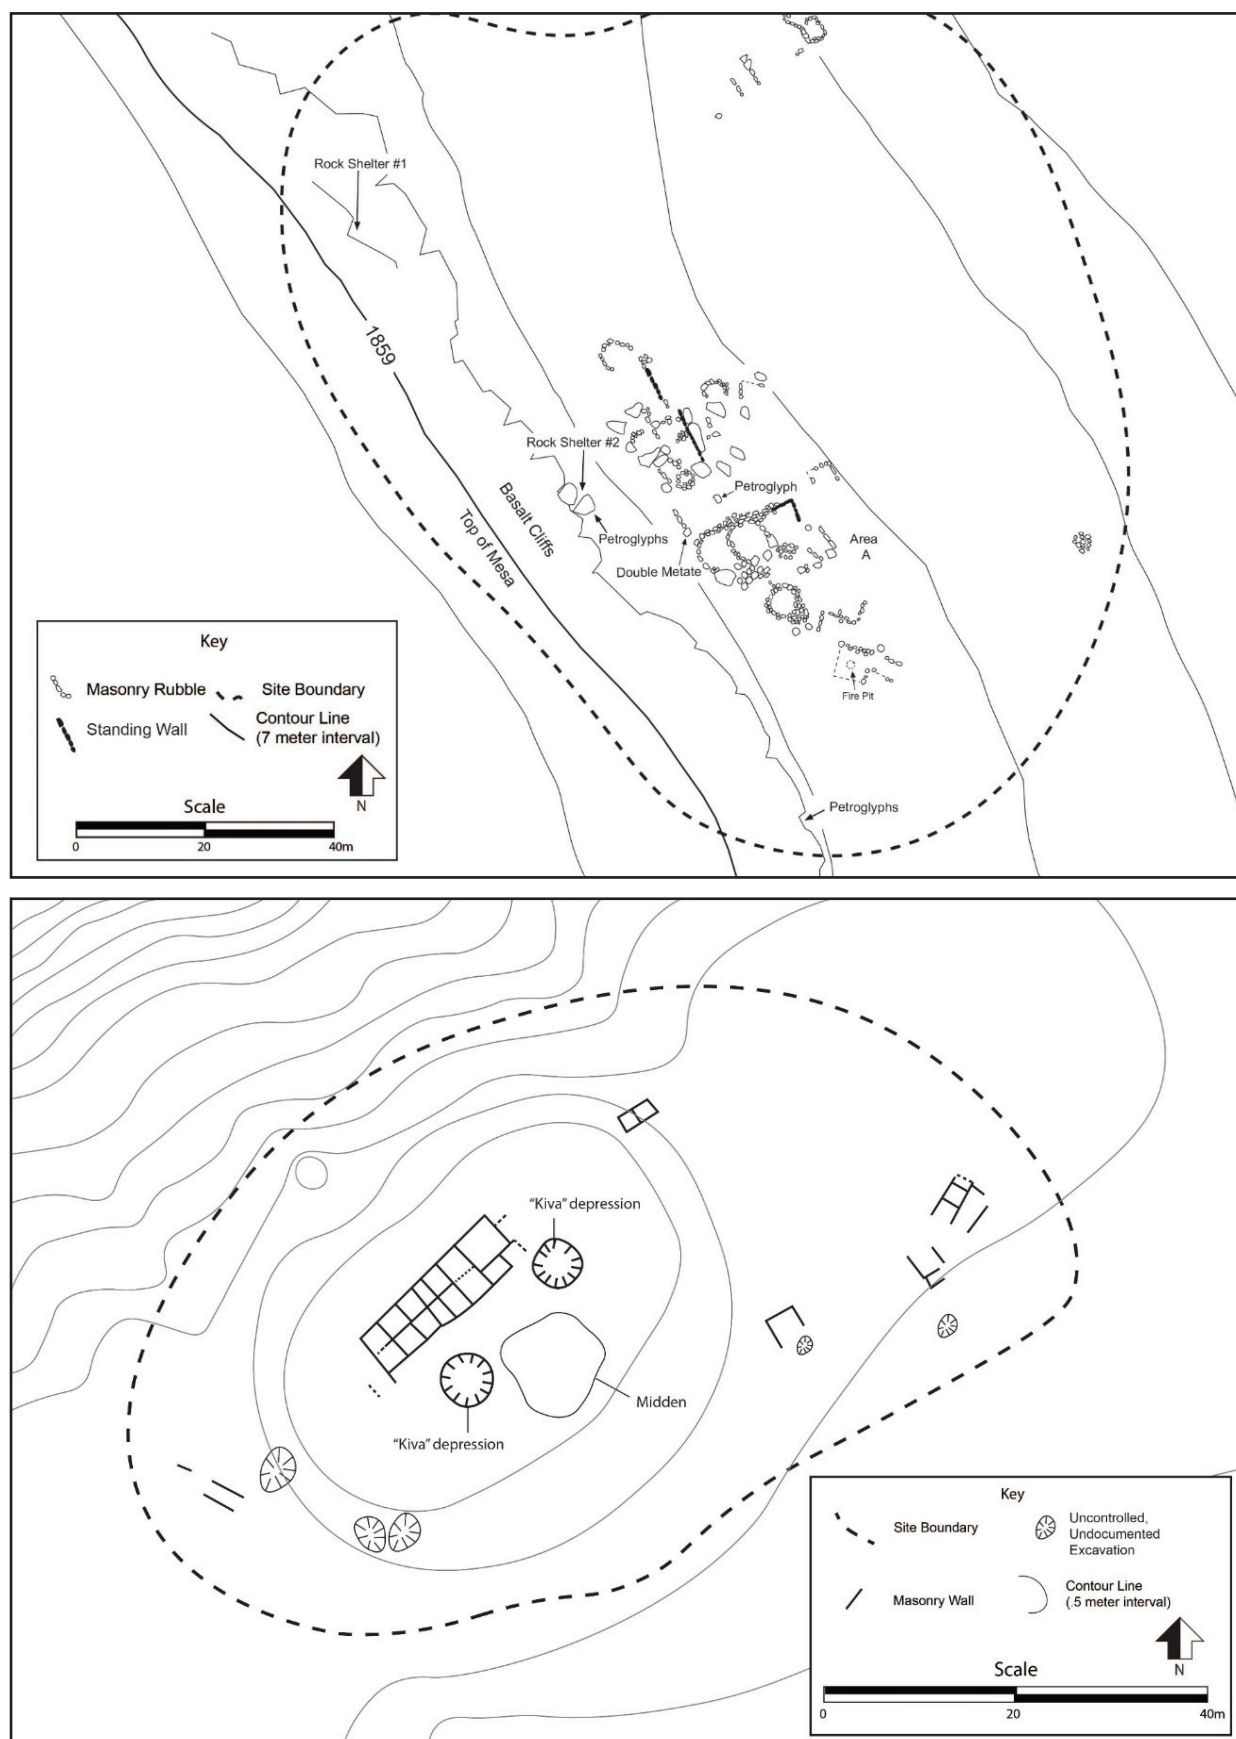 Rock Shelter #1
1859
Rock Shelter #2
Petroglyph
Basalt Cliffs
Top of Mesa
Petroglyphs
Area
A
Double Metate
Fire Pit
Petroglyphs
Key
Masonry Rubble
Site Boundary
Standing Wall
Contour Line
(7 meter interval)
N
Scale
0 20 40m
"Kiva" depression
Midden
"Kiva" depression
Key
Site Boundary
Uncontrolled,
Undocumented
Excavation
Masonry Wall
Contour Line
(.5 meter interval)
N
Scale
0 20 40m